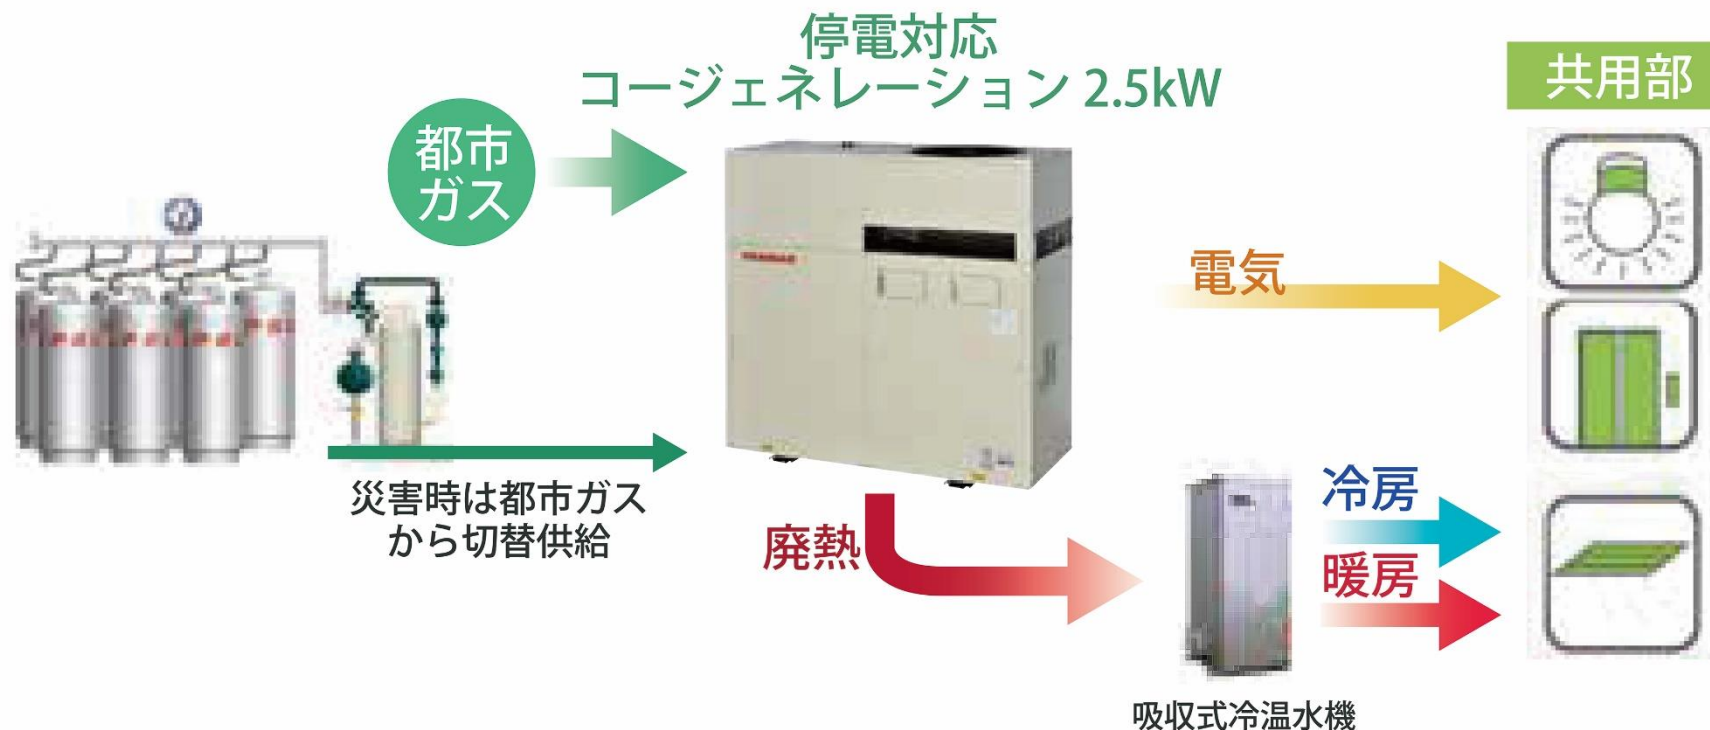 停電対応
コージェネレーション 2.5kW
共用部
都市
ガス
電気
災害時は都市ガス
から切替供給
廃熱
冷房
暖房
吸収式冷温水機